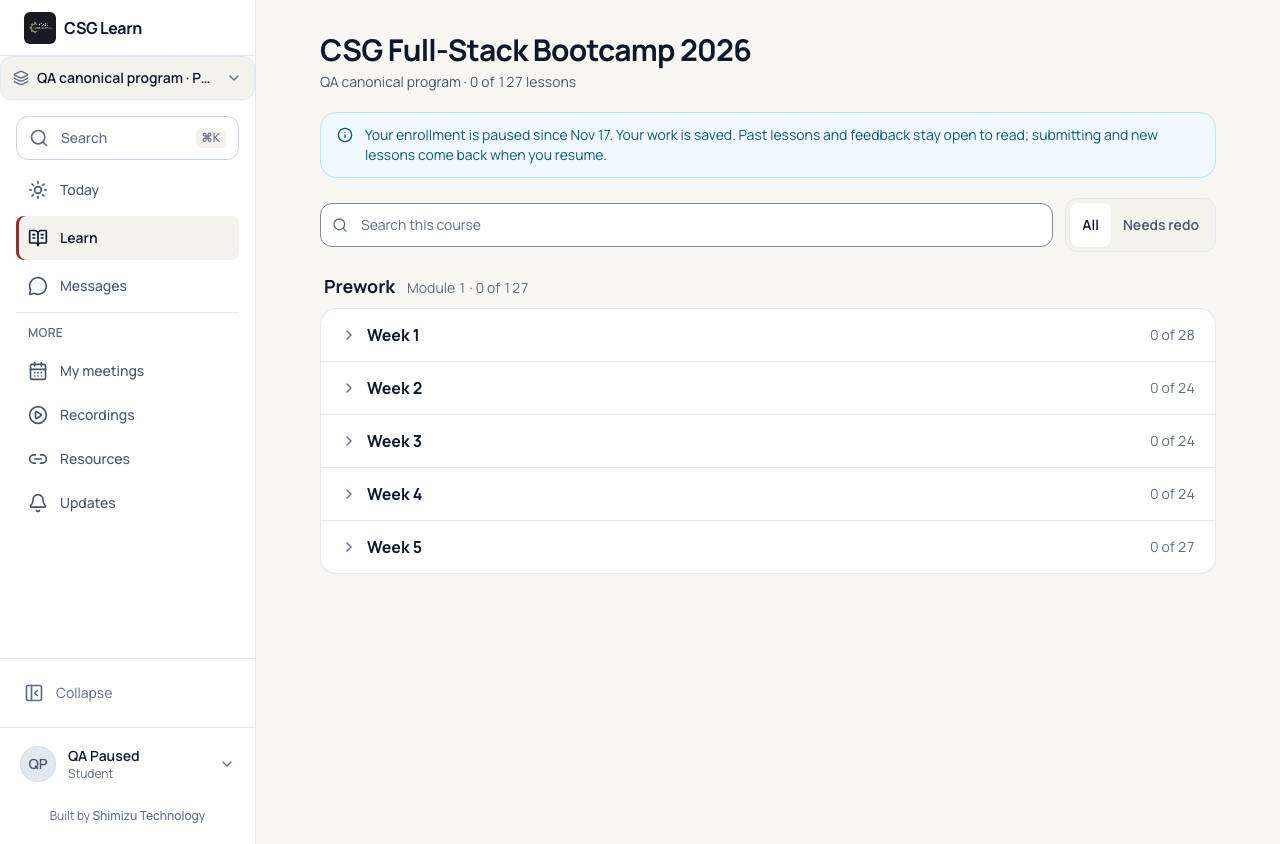 CSG Learn
QA canonical program · P...
Search ⌘K
Today
Learn
Messages
MORE
My meetings
Recordings
Resources
Updates
Collapse
QP
QA Paused
Student
Built by Shimizu Technology
CSG Full-Stack Bootcamp 2026
QA canonical program · 0 of 127 lessons
Your enrollment is paused since Nov 17. Your work is saved. Past lessons and feedback stay open to read; submitting and new
lessons come back when you resume.
Search this course
All Needs redo
Prework Module 1 · 0 of 127
Week 1 0 of 28
Week 2 0 of 24
Week 3 0 of 24
Week 4 0 of 24
Week 5 0 of 27